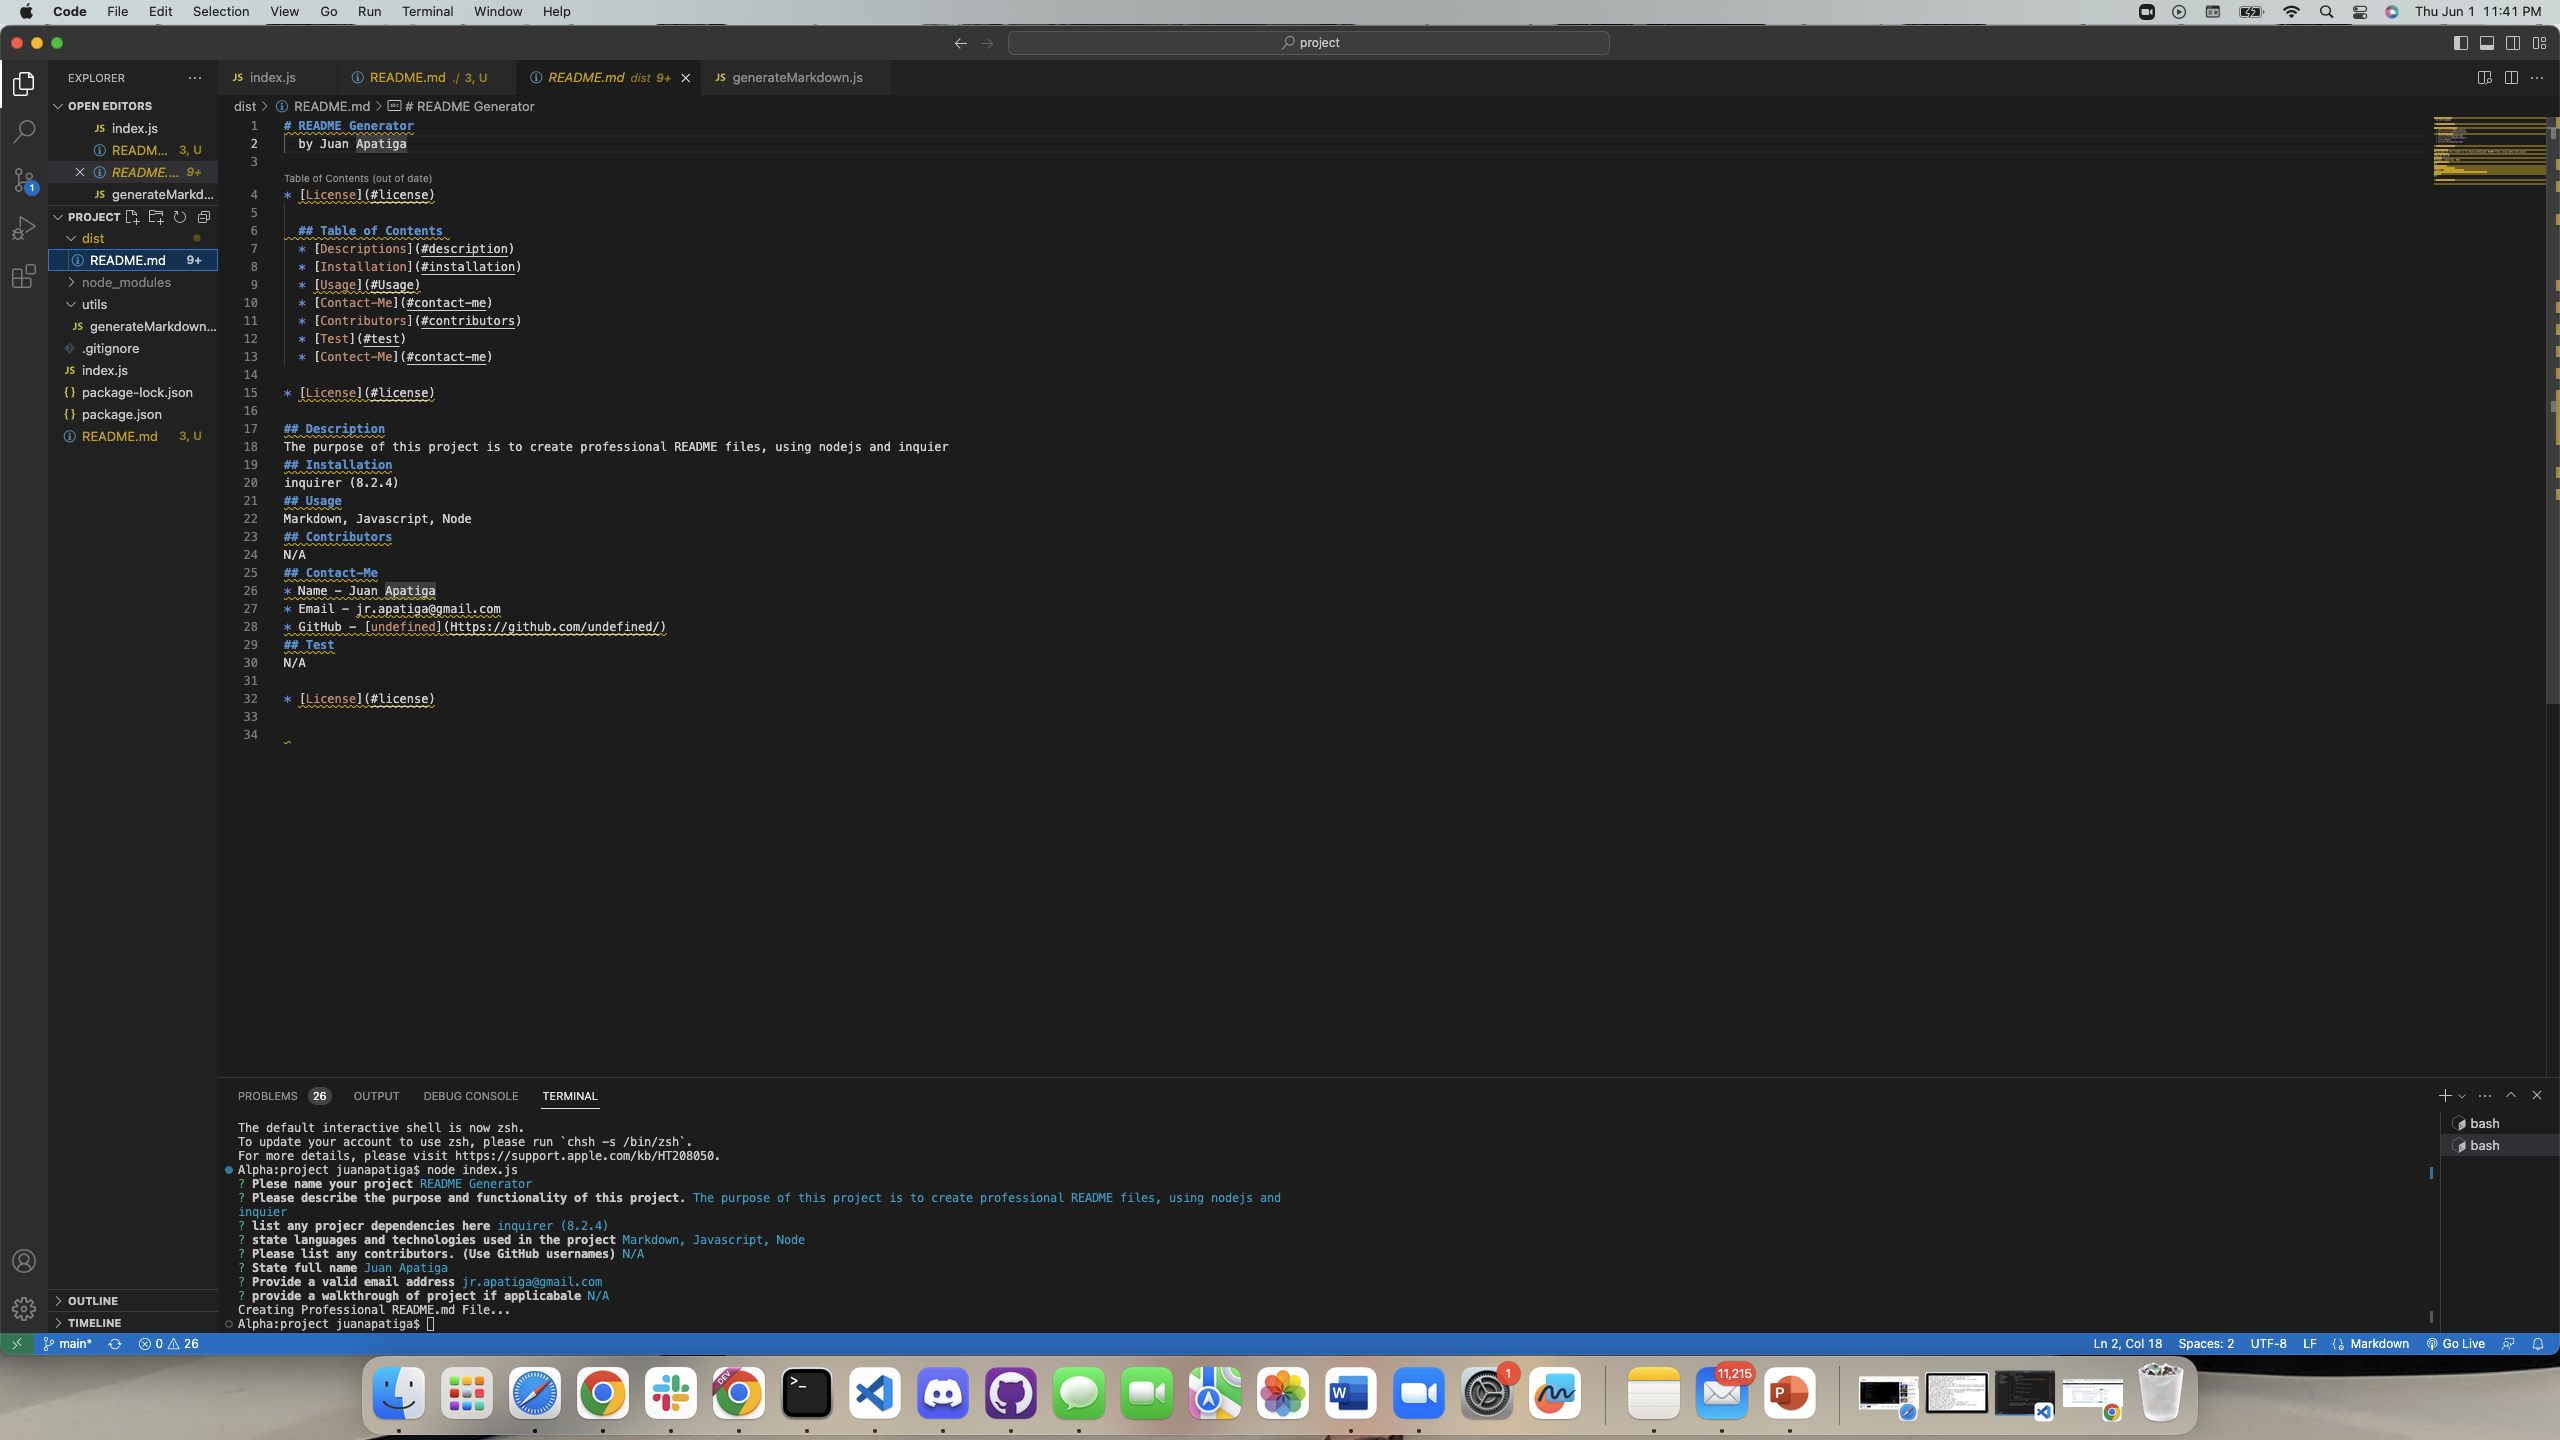 Code File Edit Selection View Go Run Terminal Window Help Thu Jun 1 11:41 PM
project
EXPLORER
index.js README.md ./ 3, U README.md dist 9+ generateMarkdown.js
OPEN EDITORS
index.js
READM... 3, U
README.... 9+
generateMarkd...
PROJECT
dist
README.md 9+
node_modules
utils
generateMarkdown...
.gitignore
index.js
package-lock.json
package.json
README.md 3, U
OUTLINE
TIMELINE
dist > README.md > # README Generator
1 # README Generator
2 by Juan Apatiga
3
Table of Contents (out of date)
4 * [License](#license)
5
6 ## Table of Contents
7 * [Descriptions](#description)
8 * [Installation](#installation)
9 * [Usage](#Usage)
10 * [Contact-Me](#contact-me)
11 * [Contributors](#contributors)
12 * [Test](#test)
13 * [Contect-Me](#contact-me)
14
15 * [License](#license)
16
17 ## Description
18 The purpose of this project is to create professional README files, using nodejs and inquier
19 ## Installation
20 inquirer (8.2.4)
21 ## Usage
22 Markdown, Javascript, Node
23 ## Contributors
24 N/A
25 ## Contact-Me
26 * Name - Juan Apatiga
27 * Email - jr.apatiga@gmail.com
28 * GitHub - [undefined](Https://github.com/undefined/)
29 ## Test
30 N/A
31
32 * [License](#license)
33
34
PROBLEMS 26 OUTPUT DEBUG CONSOLE TERMINAL
The default interactive shell is now zsh.
To update your account to use zsh, please run `chsh -s /bin/zsh`.
For more details, please visit https://support.apple.com/kb/HT208050.
Alpha:project juanapatiga$ node index.js
? Plese name your project README Generator
? Please describe the purpose and functionality of this project. The purpose of this project is to create professional README files, using nodejs and
inquier
? list any projecr dependencies here inquirer (8.2.4)
? state languages and technologies used in the project Markdown, Javascript, Node
? Please list any contributors. (Use GitHub usernames) N/A
? State full name Juan Apatiga
? Provide a valid email address jr.apatiga@gmail.com
? provide a walkthrough of project if applicabale N/A
Creating Professional README.md File...
Alpha:project juanapatiga$
bash
bash
main* 0 26 Ln 2, Col 18 Spaces: 2 UTF-8 LF Markdown Go Live
DEV
1
11,215